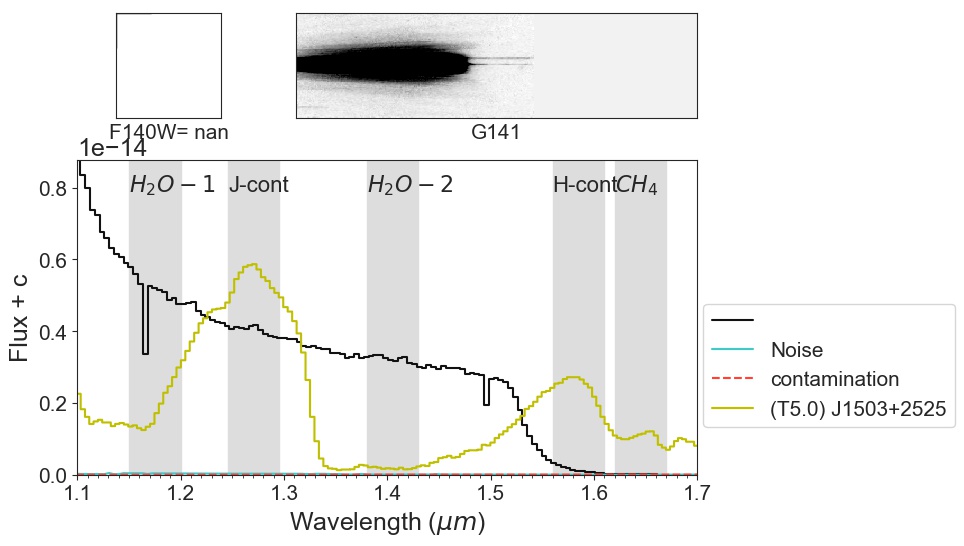 F140W= nan
G141
1e−14
H₂O − 1 J-cont H₂O − 2 H-cont CH₄
0.8
0.6
0.4
0.2
0.0
Flux + c
1.1 1.2 1.3 1.4 1.5 1.6 1.7
Wavelength (μm)
Noise
contamination
(T5.0) J1503+2525